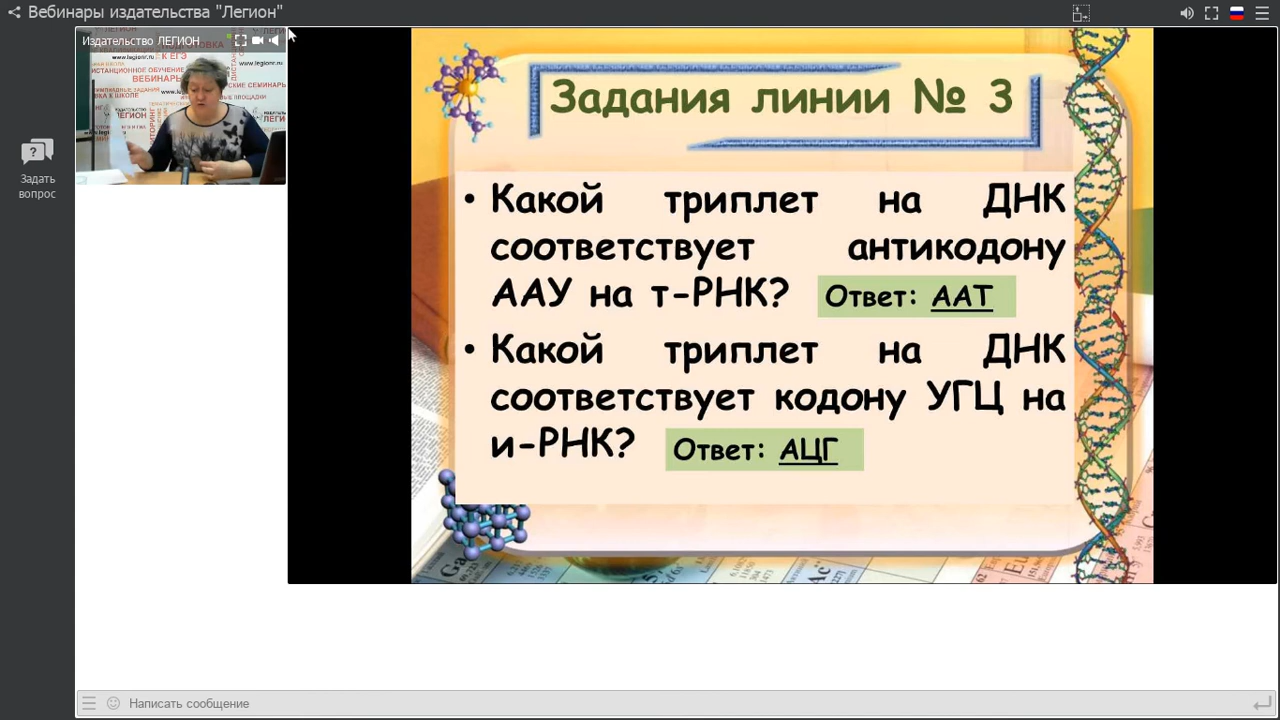 Вебинары издательства "Легион"
Издательство ЛЕГИОН
Задать
вопрос
Задания линии № 3
• Какой триплет на ДНК
соответствует антикодону
ААУ на т-РНК? Ответ: ААТ
• Какой триплет на ДНК
соответствует кодону УГЦ на
и-РНК? Ответ: АЦГ
Написать сообщение